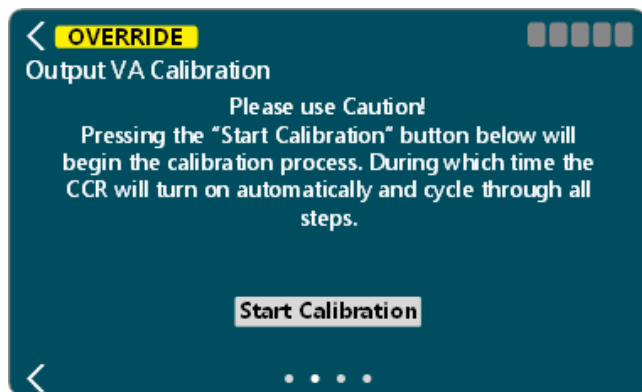 OVERRIDE
Output VA Calibration
Please use Caution!
Pressing the "Start Calibration" button below will
begin the calibration process. During which time the
CCR will turn on automatically and cycle through all
steps.
Start Calibration